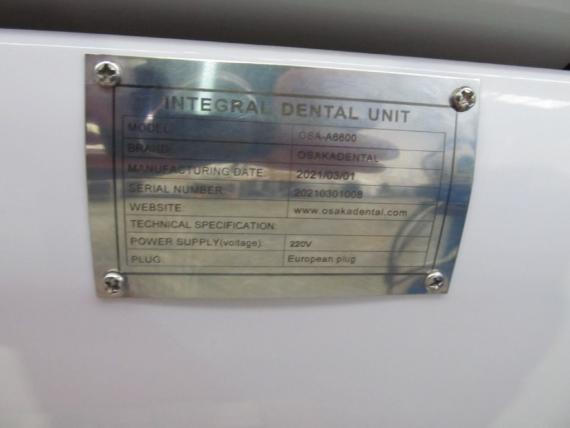 INTEGRAL DENTAL UNIT
MODEL: OSA-A6600
BRAND: OSAKADENTAL
MANUFACTURING DATE: 2021/03/01
SERIAL NUMBER: 20210301008
WEBSITE: www.osakadental.com
TECHNICAL SPECIFICATION:
POWER SUPPLY(voltage): 220V
PLUG: European plug